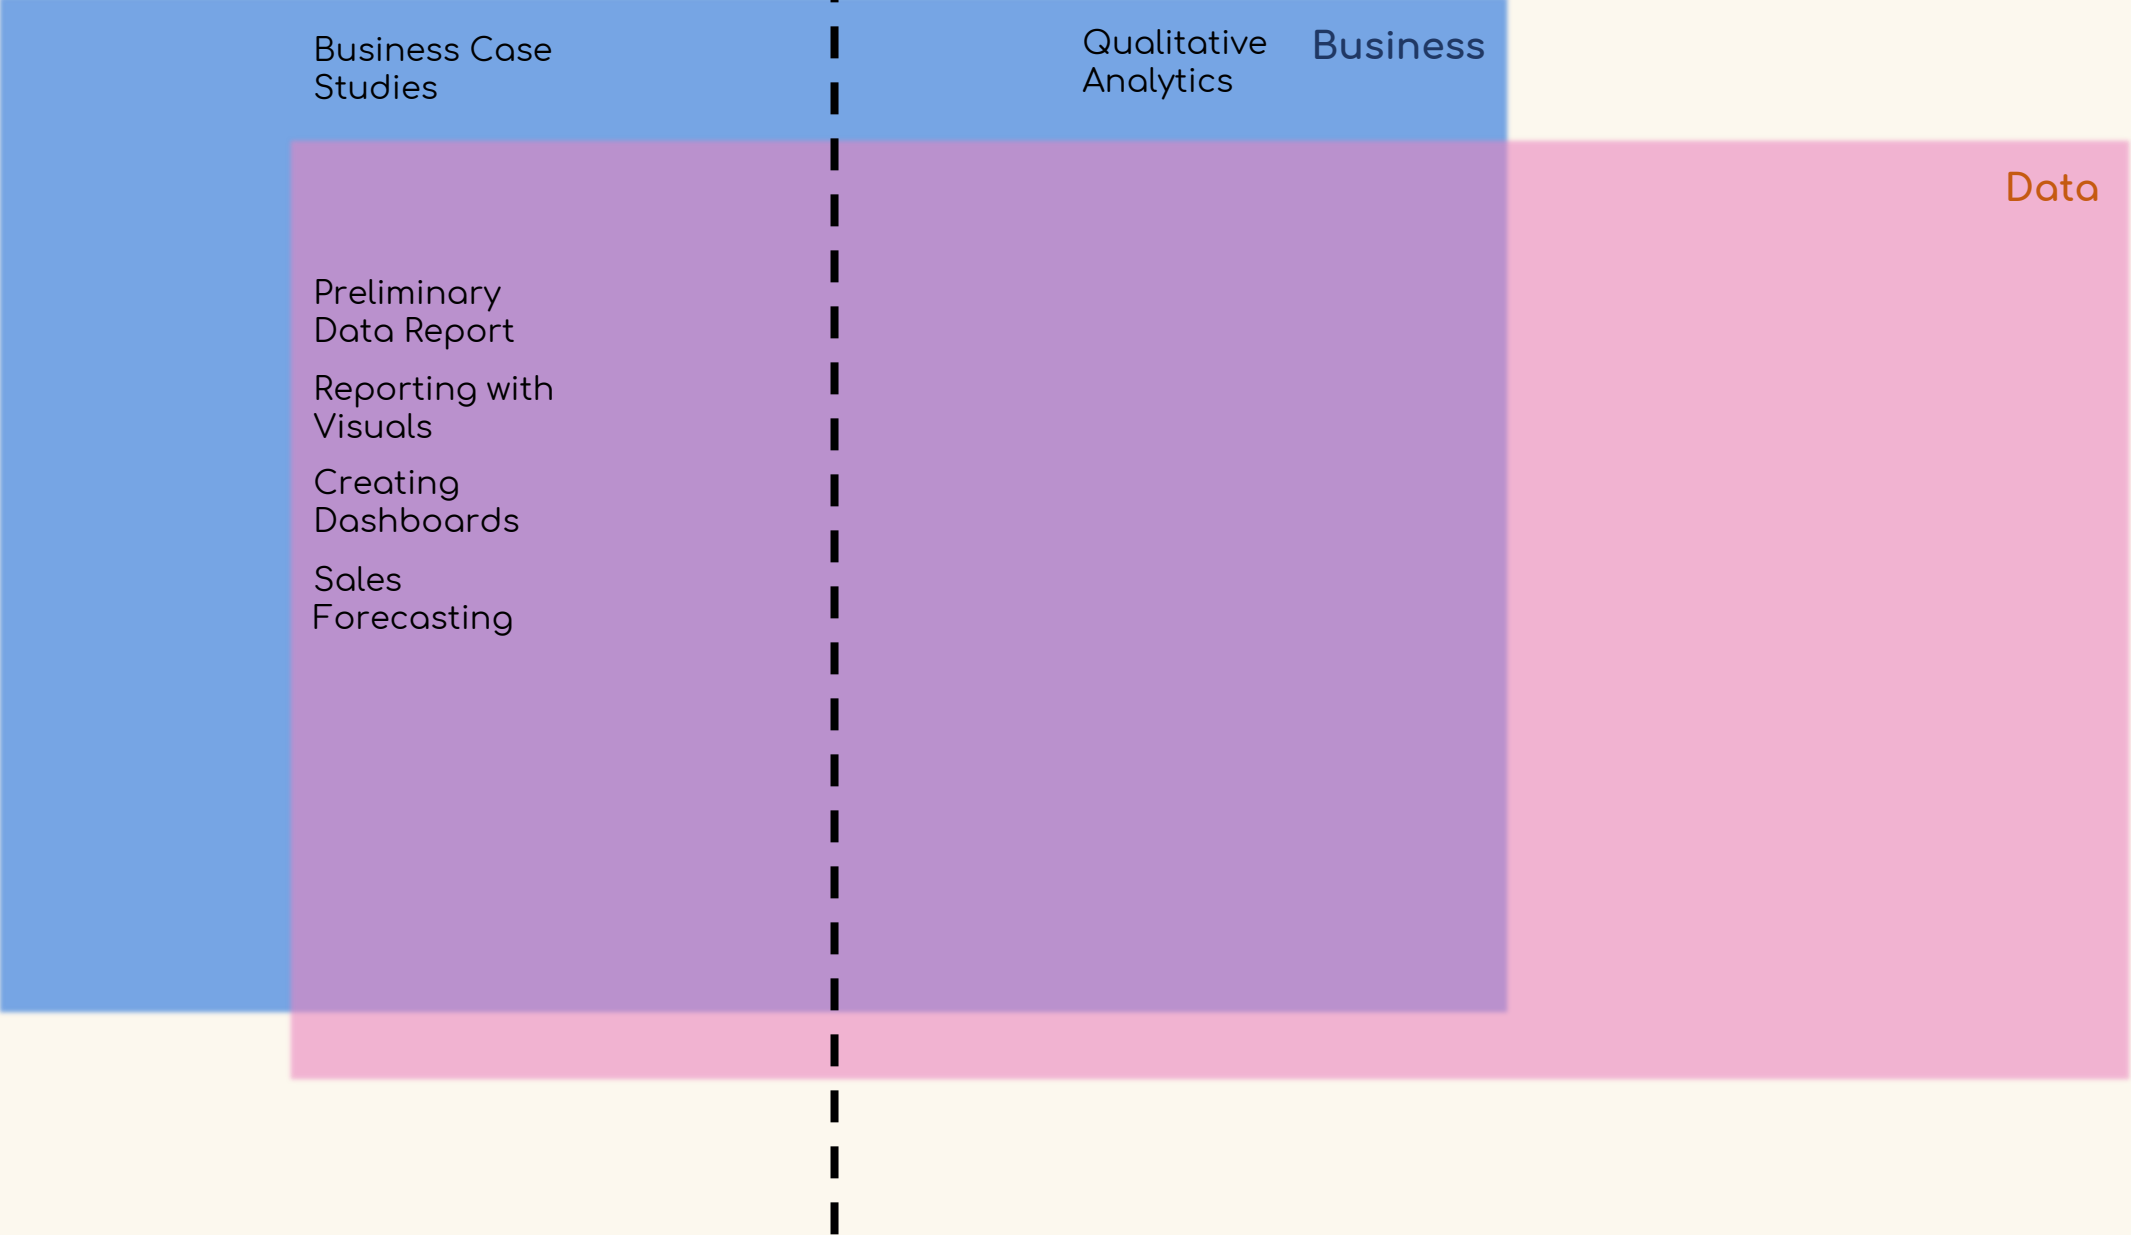 Business Case
Studies
Qualitative
Analytics
Business
Data
Preliminary
Data Report
Reporting with
Visuals
Creating
Dashboards
Sales
Forecasting